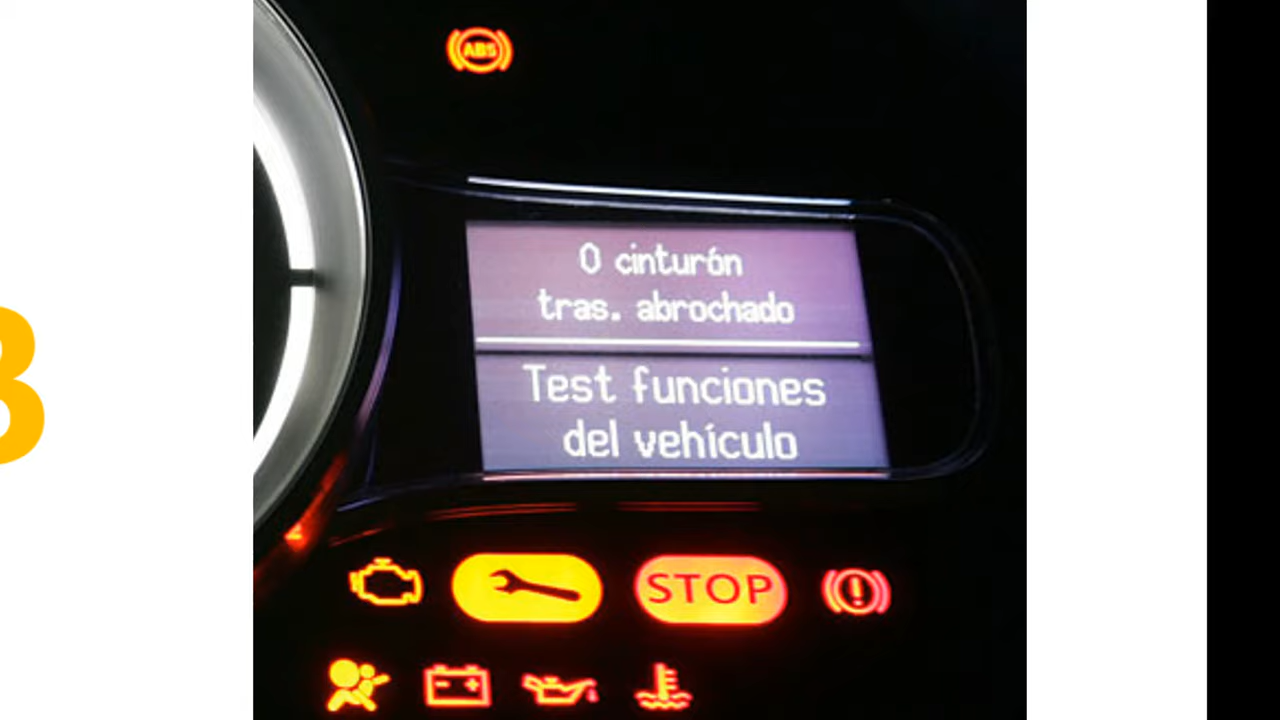 ABS
0 cinturón
tras. abrochado
Test funciones
del vehículo
STOP